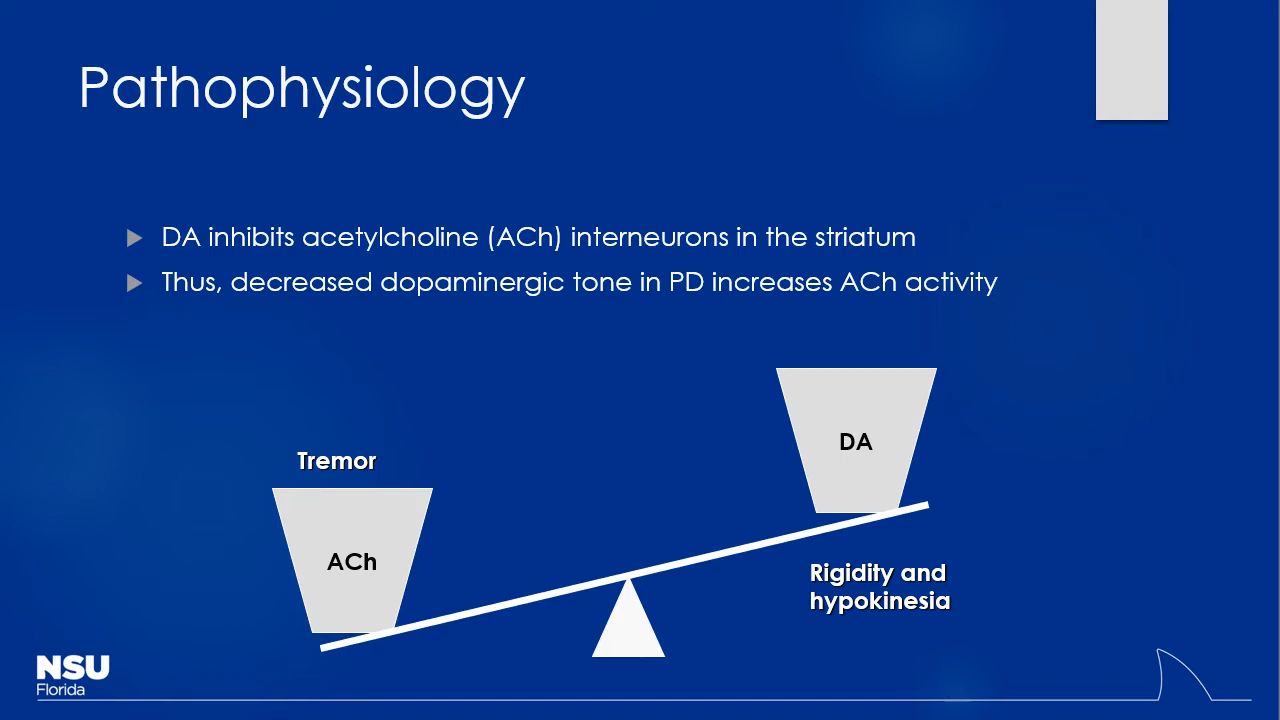 Pathophysiology
DA inhibits acetylcholine (ACh) interneurons in the striatum
Thus, decreased dopaminergic tone in PD increases ACh activity
DA
Tremor
ACh
Rigidity and
hypokinesia
NSU
Florida